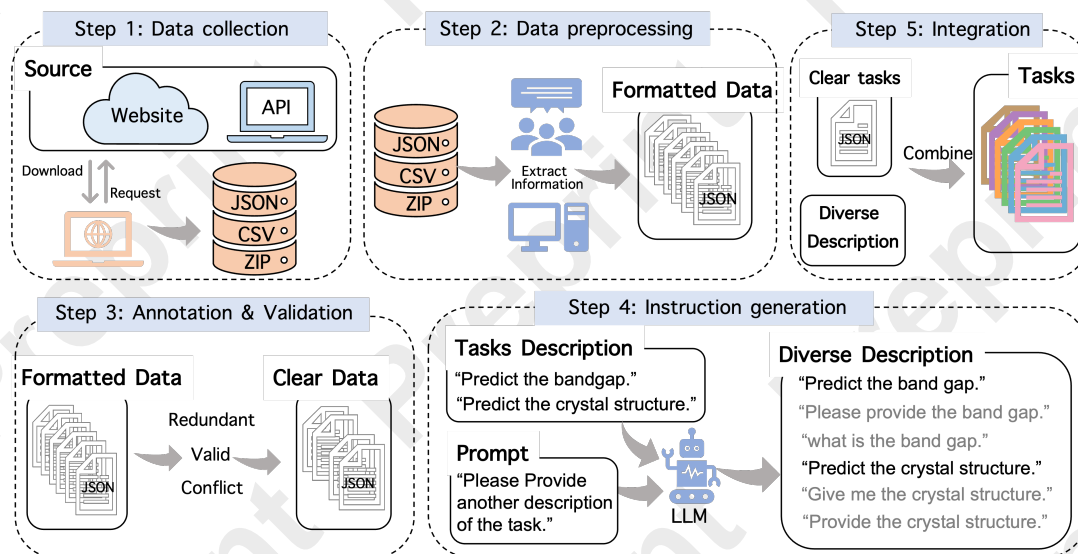 Step 1: Data collection
Source
Website
API
Download
Request
JSON
CSV
ZIP
Step 2: Data preprocessing
JSON
CSV
ZIP
Extract
Information
Formatted Data
JSON
Step 5: Integration
Clear tasks
JSON
Diverse
Description
Combine
Tasks
Step 3: Annotation & Validation
Formatted Data
JSON
Redundant
Valid
Conflict
Clear Data
JSON
Step 4: Instruction generation
Tasks Description
“Predict the bandgap.”
“Predict the crystal structure.”
Prompt
“Please Provide
another description
of the task.”
LLM
Diverse Description
“Predict the band gap.”
“Please provide the band gap.”
“what is the band gap.”
“Predict the crystal structure.”
“Give me the crystal structure.”
“Provide the crystal structure.”
Preprint